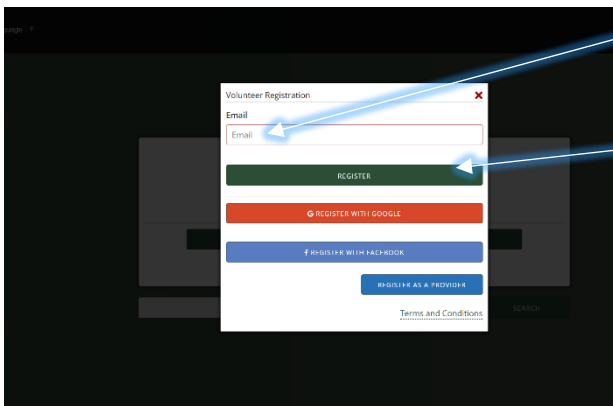 Volunteer Registration
Email
Email
REGISTER
REGISTER WITH GOOGLE
REGISTER WITH FACEBOOK
REGISTER AS A PROVIDER
SEARCH
Terms and Conditions